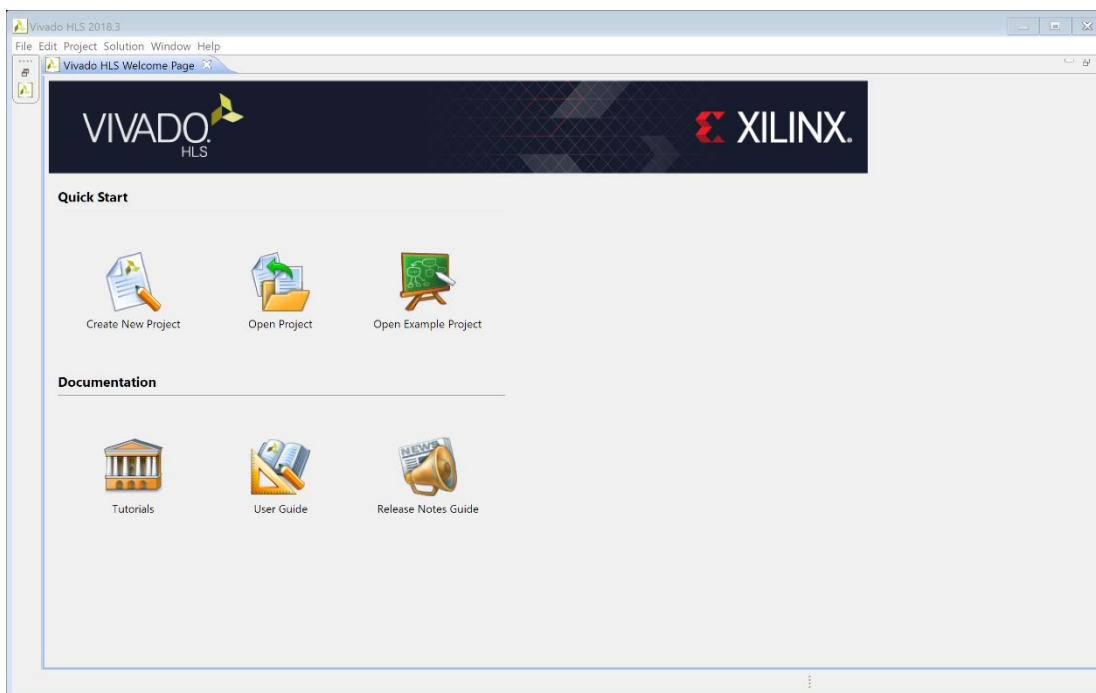 Vivado HLS 2018.3
File Edit Project Solution Window Help
Vivado HLS Welcome Page
VIVADO. HLS
XILINX.
Quick Start
Create New Project
Open Project
Open Example Project
Documentation
NEWS
Tutorials
User Guide
Release Notes Guide